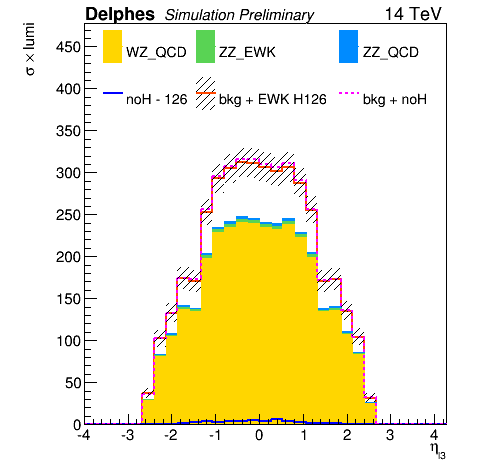 Delphes Simulation Preliminary 14 TeV
σ × lumi
WZ_QCD ZZ_EWK ZZ_QCD
noH - 126 bkg + EWK H126 bkg + noH
450
400
350
300
250
200
150
100
50
0
-4 -3 -2 -1 0 1 2 3 4
η_l3